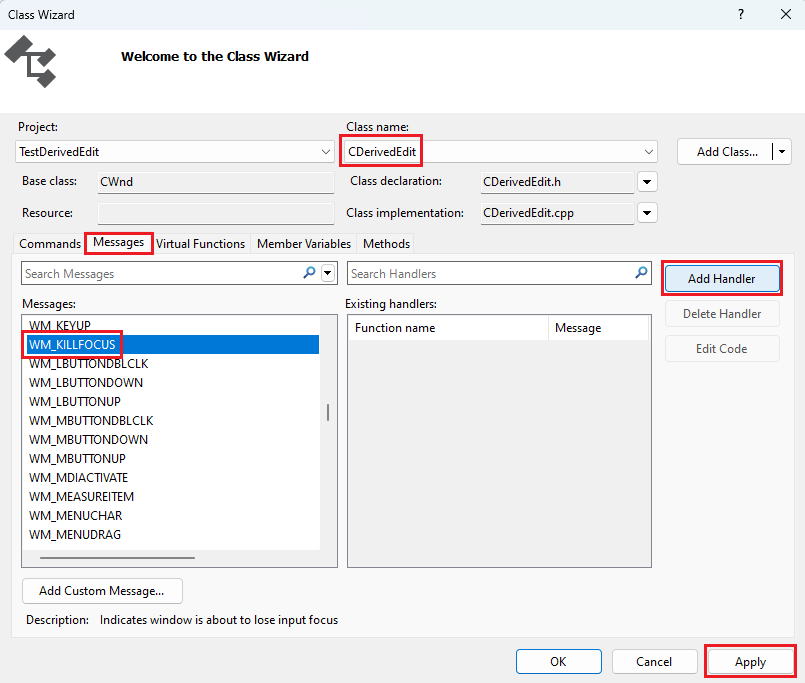 Class Wizard
?
Welcome to the Class Wizard
Project:
Class name:
TestDerivedEdit
CDerivedEdit
Add Class...
Base class:
CWnd
Class declaration:
CDerivedEdit.h
Resource:
Class implementation:
CDerivedEdit.cpp
Commands
Messages
Virtual Functions
Member Variables
Methods
Search Messages
Search Handlers
Add Handler
Messages:
Existing handlers:
Delete Handler
Edit Code
Function name
Message
WM_KEYUP
WM_KILLFOCUS
WM_LBUTTONDBLCLK
WM_LBUTTONDOWN
WM_LBUTTONUP
WM_MBUTTONDBLCLK
WM_MBUTTONDOWN
WM_MBUTTONUP
WM_MDIACTIVATE
WM_MEASUREITEM
WM_MENUCHAR
WM_MENUDRAG
Add Custom Message...
Description: Indicates window is about to lose input focus
OK
Cancel
Apply